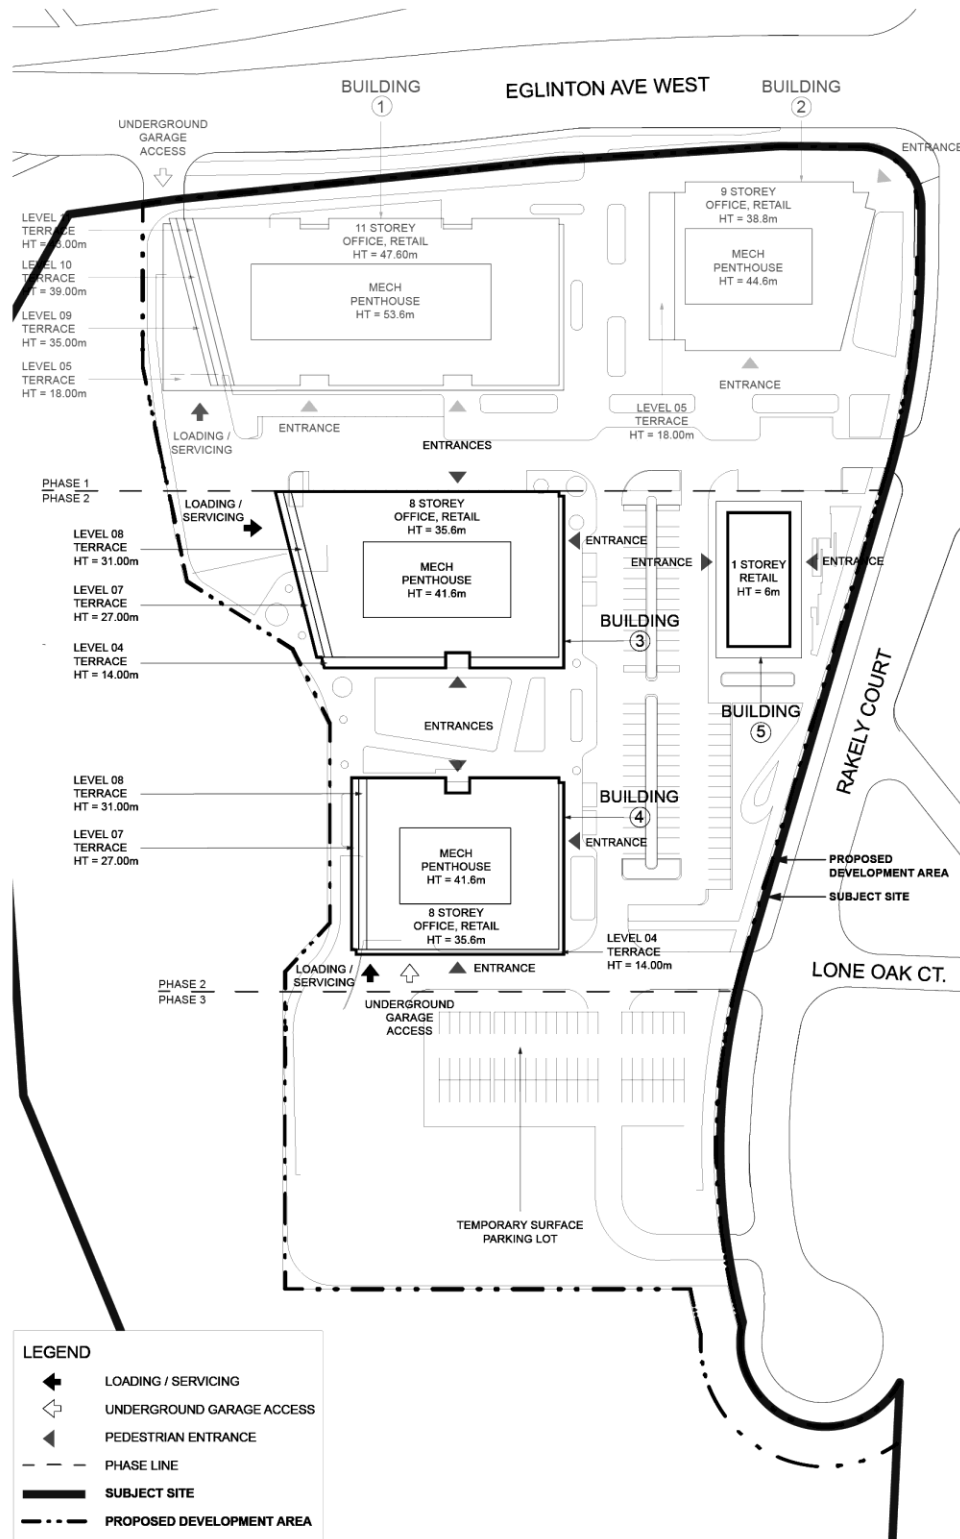 EGLINTON AVE WEST
BUILDING
1
BUILDING
2
UNDERGROUND
GARAGE
ACCESS
ENTRANCE
LEVEL
TERRACE
HT = 43.00m
LEVEL 10
TERRACE
HT = 39.00m
LEVEL 09
TERRACE
HT = 35.00m
LEVEL 05
TERRACE
HT = 18.00m
11 STOREY
OFFICE, RETAIL
HT = 47.60m
MECH
PENTHOUSE
HT = 53.6m
9 STOREY
OFFICE, RETAIL
HT = 38.8m
MECH
PENTHOUSE
HT = 44.6m
ENTRANCE
LEVEL 05
TERRACE
HT = 18.00m
LOADING /
SERVICING
ENTRANCE
ENTRANCES
PHASE 1
PHASE 2
LOADING /
SERVICING
8 STOREY
OFFICE, RETAIL
HT = 35.6m
MECH
PENTHOUSE
HT = 41.6m
LEVEL 08
TERRACE
HT = 31.00m
LEVEL 07
TERRACE
HT = 27.00m
LEVEL 04
TERRACE
HT = 14.00m
ENTRANCE
ENTRANCE
1 STOREY
RETAIL
HT = 6m
ENTRANCE
BUILDING
3
ENTRANCES
BUILDING
5
RAKELY COURT
LEVEL 08
TERRACE
HT = 31.00m
LEVEL 07
TERRACE
HT = 27.00m
BUILDING
4
ENTRANCE
MECH
PENTHOUSE
HT = 41.6m
8 STOREY
OFFICE, RETAIL
HT = 35.6m
PROPOSED
DEVELOPMENT AREA
SUBJECT SITE
LEVEL 04
TERRACE
HT = 14.00m
LOADING /
SERVICING
ENTRANCE
UNDERGROUND
GARAGE
ACCESS
PHASE 2
PHASE 3
LONE OAK CT.
TEMPORARY SURFACE
PARKING LOT
LEGEND
LOADING / SERVICING
UNDERGROUND GARAGE ACCESS
PEDESTRIAN ENTRANCE
PHASE LINE
SUBJECT SITE
PROPOSED DEVELOPMENT AREA